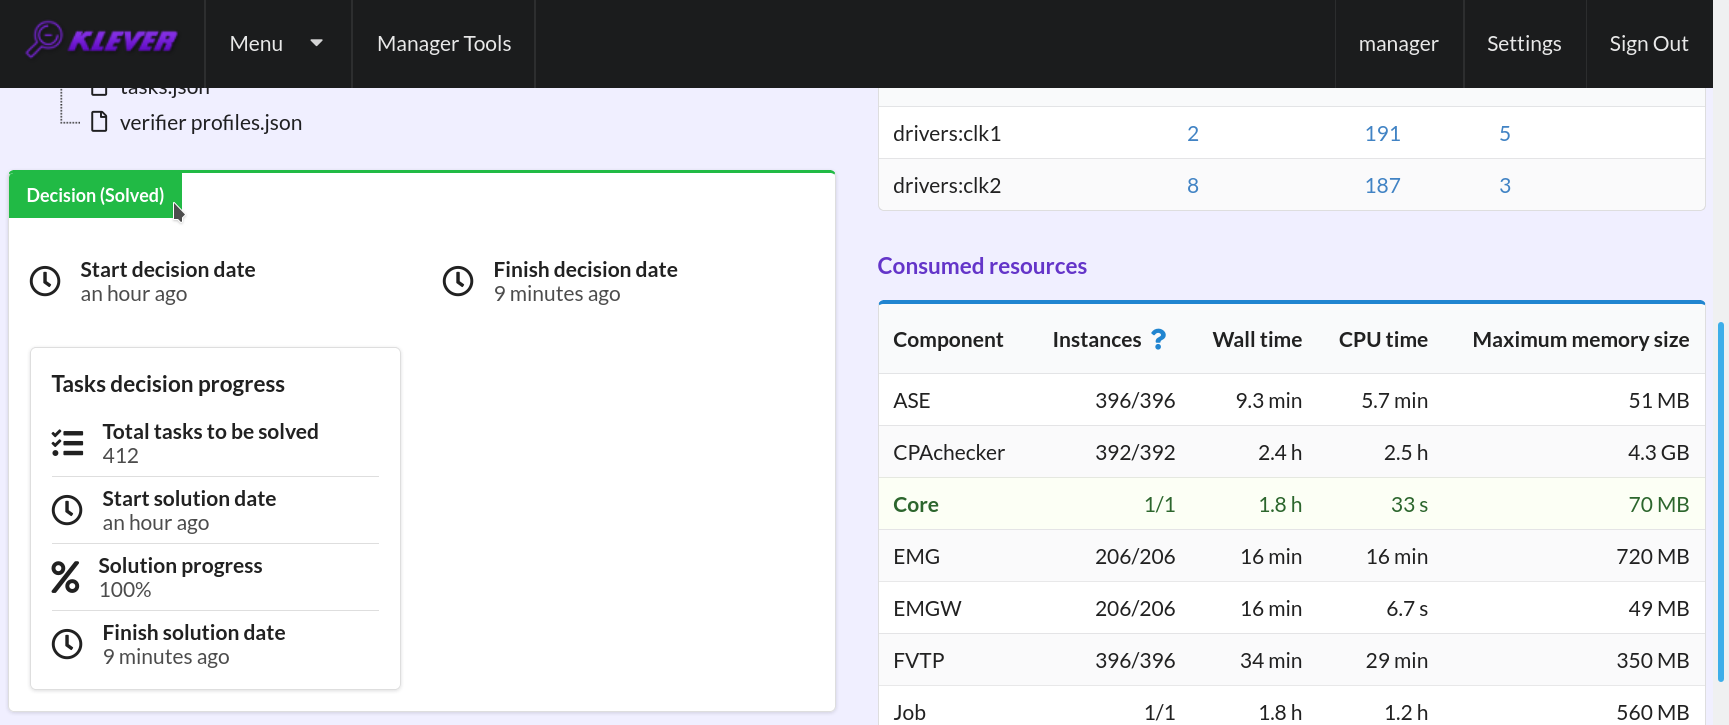 KLEVER
Menu
Manager Tools
manager
Settings
Sign Out
tasks.json
verifier profiles.json
Decision (Solved)
Start decision date
an hour ago
Finish decision date
9 minutes ago
Tasks decision progress
Total tasks to be solved
412
Start solution date
an hour ago
Solution progress
100%
Finish solution date
9 minutes ago
drivers:clk1 2 191 5
drivers:clk2 8 187 3
Consumed resources
Component Instances ? Wall time CPU time Maximum memory size
ASE 396/396 9.3 min 5.7 min 51 MB
CPAchecker 392/392 2.4 h 2.5 h 4.3 GB
Core 1/1 1.8 h 33 s 70 MB
EMG 206/206 16 min 16 min 720 MB
EMGW 206/206 16 min 6.7 s 49 MB
FVTP 396/396 34 min 29 min 350 MB
Job 1/1 1.8 h 1.2 h 560 MB